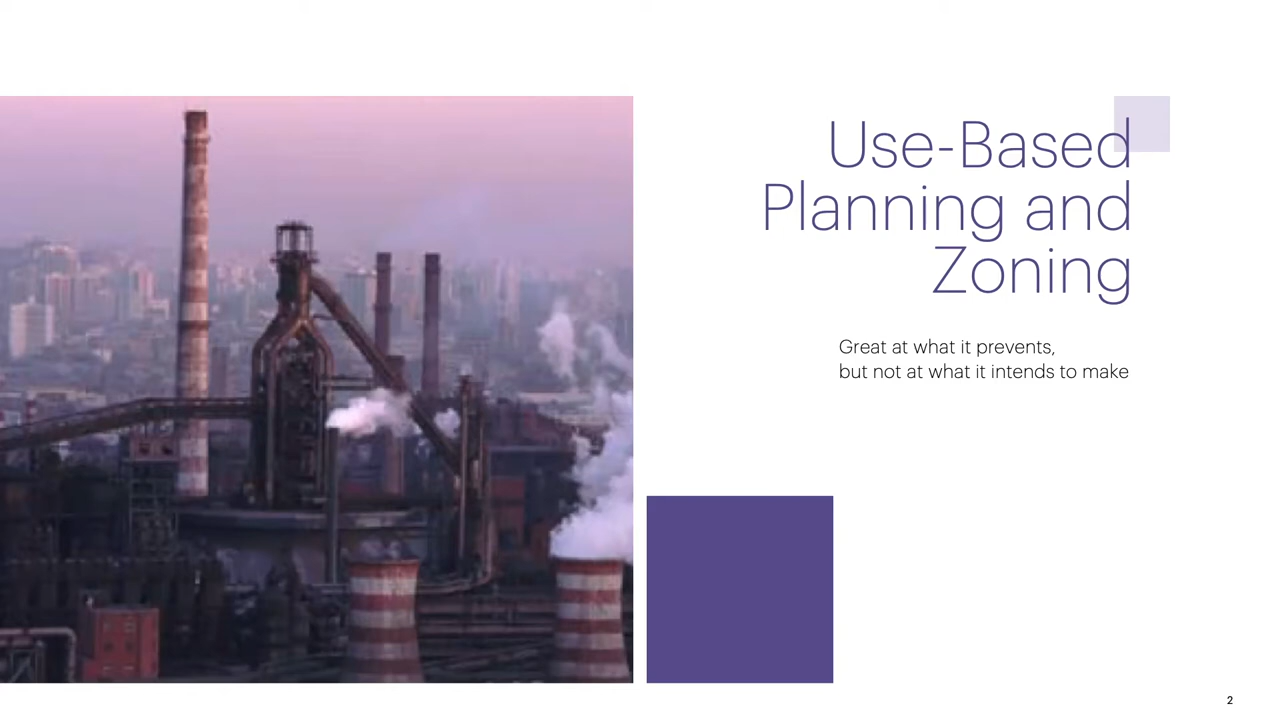 Use-Based
Planning and
Zoning
Great at what it prevents,
but not at what it intends to make
2